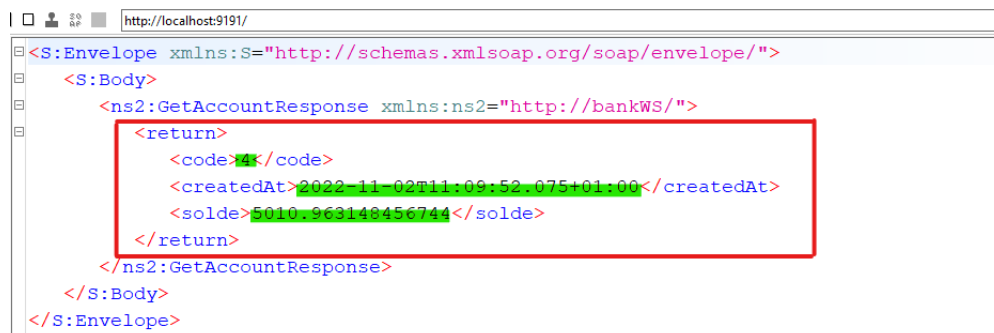 http://localhost:9191/
<S:Envelope xmlns:S="http://schemas.xmlsoap.org/soap/envelope/">
<S:Body>
<ns2:GetAccountResponse xmlns:ns2="http://bankWS/">
<return>
<code>4</code>
<createdAt>2022-11-02T11:09:52.075+01:00</createdAt>
<solde>5010.963148456744</solde>
</return>
</ns2:GetAccountResponse>
</S:Body>
</S:Envelope>